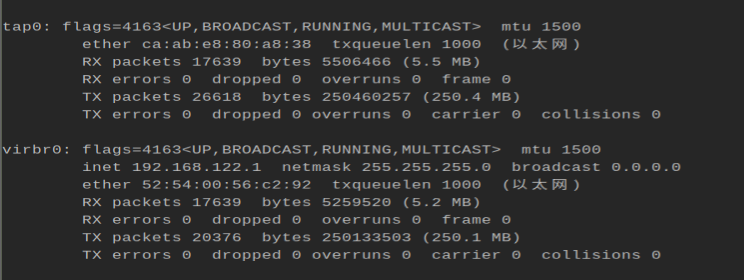 tap0: flags=4163<UP,BROADCAST,RUNNING,MULTICAST>  mtu 1500
        ether ca:ab:e8:80:a8:38  txqueuelen 1000  (以太网)
        RX packets 17639  bytes 5506466 (5.5 MB)
        RX errors 0  dropped 0  overruns 0  frame 0
        TX packets 26618  bytes 250460257 (250.4 MB)
        TX errors 0  dropped 0 overruns 0  carrier 0  collisions 0
virbr0: flags=4163<UP,BROADCAST,RUNNING,MULTICAST>  mtu 1500
        inet 192.168.122.1  netmask 255.255.255.0  broadcast 0.0.0.0
        ether 52:54:00:56:c2:92  txqueuelen 1000  (以太网)
        RX packets 17639  bytes 5259520 (5.2 MB)
        RX errors 0  dropped 0  overruns 0  frame 0
        TX packets 20376  bytes 250133503 (250.1 MB)
        TX errors 0  dropped 0 overruns 0  carrier 0  collisions 0